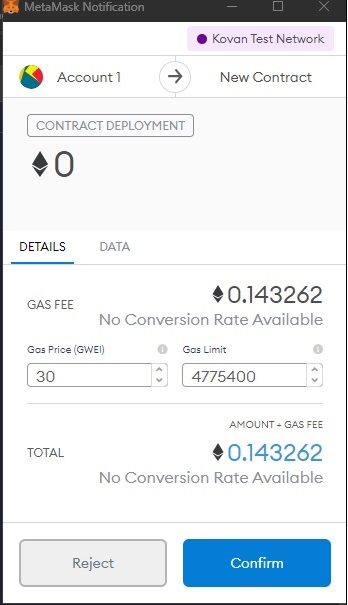 MetaMask Notification
Kovan Test Network
Account 1 New Contract
CONTRACT DEPLOYMENT
0
DETAILS DATA
GAS FEE 0.143262
No Conversion Rate Available
Gas Price (GWEI) Gas Limit
30 4775400
AMOUNT + GAS FEE
TOTAL 0.143262
No Conversion Rate Available
Reject Confirm